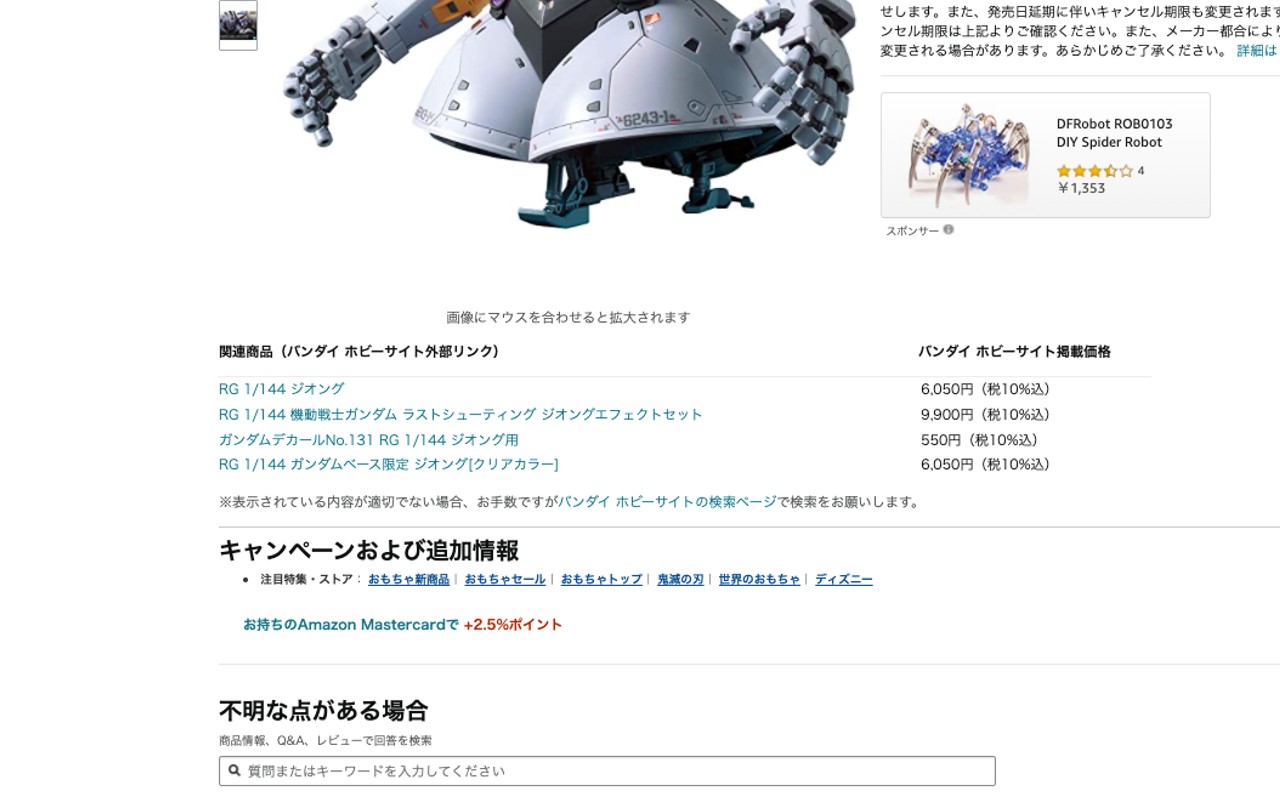 せします。また、発売日延期に伴いキャンセル期限も変更されます
ンセル期限は上記よりご確認ください。また、メーカー都合により
変更される場合があります。あらかじめご了承ください。 詳細は
6243-1
DFRobot ROB0103
DIY Spider Robot
4
￥1,353
スポンサー
画像にマウスを合わせると拡大されます
関連商品（バンダイ ホビーサイト外部リンク） バンダイ ホビーサイト掲載価格
RG 1/144 ジオング 6,050円（税10%込）
RG 1/144 機動戦士ガンダム ラストシューティング ジオングエフェクトセット 9,900円（税10%込）
ガンダムデカールNo.131 RG 1/144 ジオング用 550円（税10%込）
RG 1/144 ガンダムベース限定 ジオング[クリアカラー] 6,050円（税10%込）
※表示されている内容が適切でない場合、お手数ですがバンダイ ホビーサイトの検索ページで検索をお願いします。
キャンペーンおよび追加情報
• 注目特集・ストア： おもちゃ新商品 | おもちゃセール | おもちゃトップ | 鬼滅の刃 | 世界のおもちゃ | ディズニー
お持ちのAmazon Mastercardで +2.5%ポイント
不明な点がある場合
商品情報、Q&A、レビューで回答を検索
質問またはキーワードを入力してください